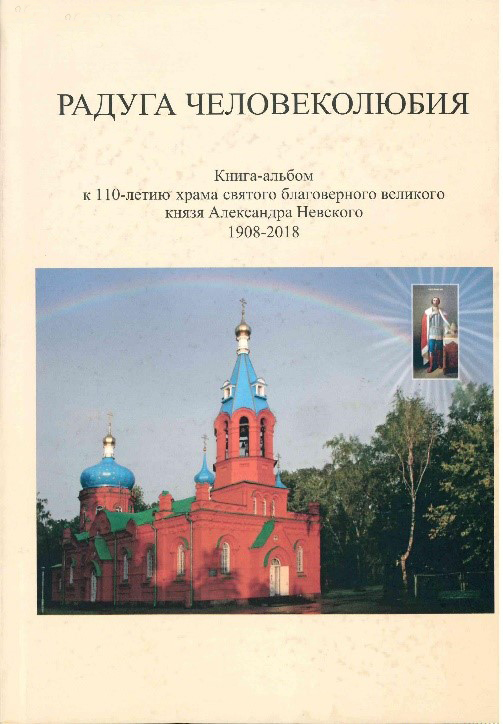 РАДУГА ЧЕЛОВЕКОЛЮБИЯ
Книга-альбом
к 110-летию храма святого благоверного великого
князя Александра Невского
1908-2018